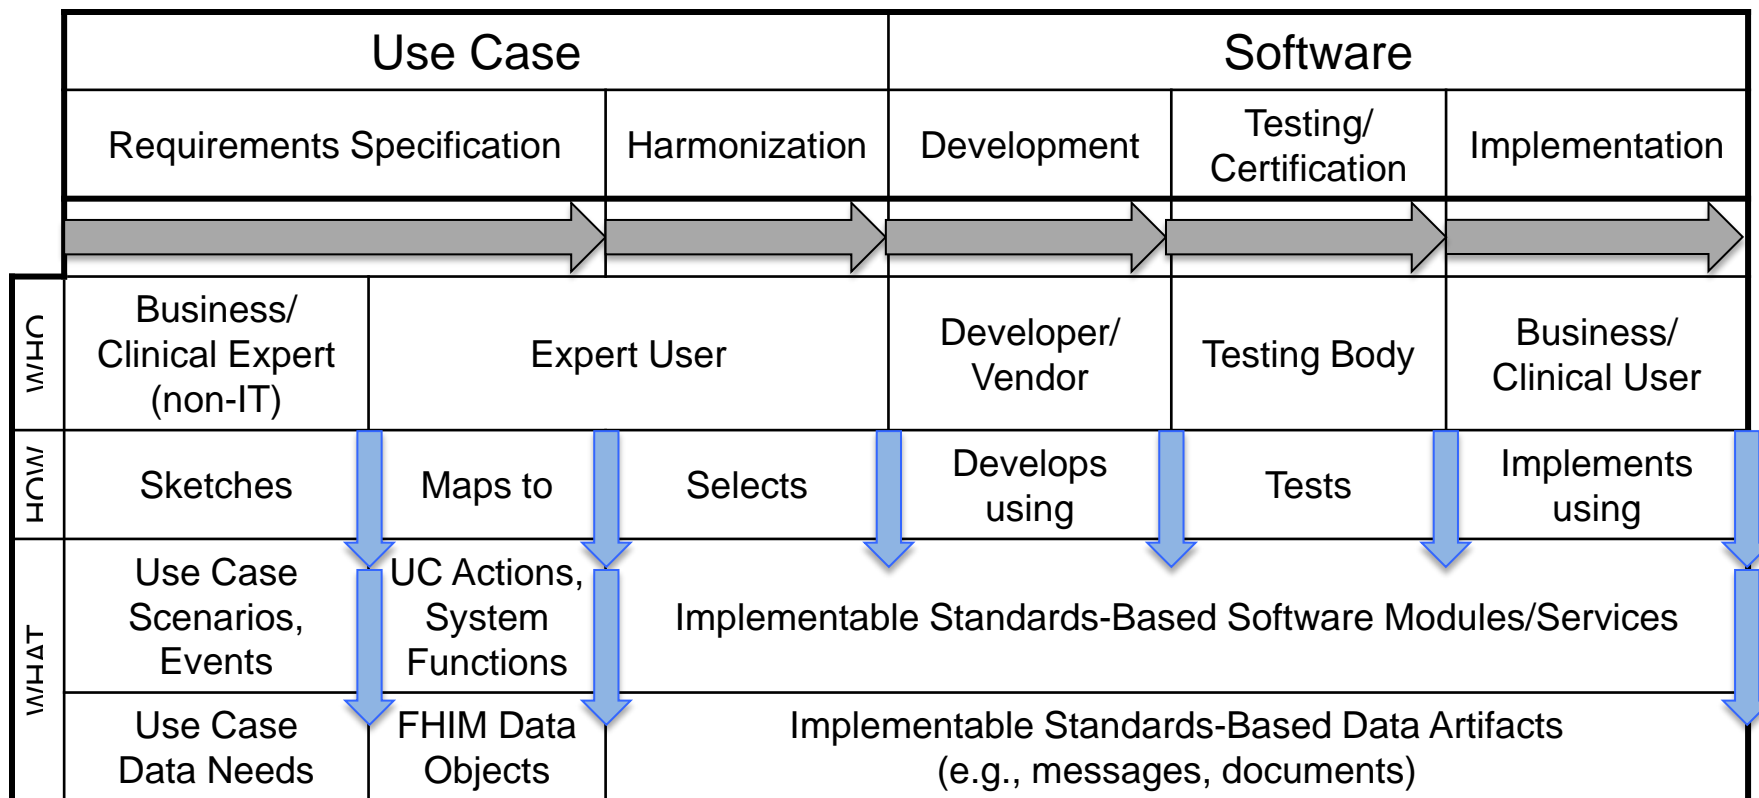 Use Case
Software
Requirements Specification
Harmonization
Development
Testing/
Certification
Implementation
WHO
Business/
Clinical Expert
(non-IT)
Expert User
Developer/
Vendor
Testing Body
Business/
Clinical User
HOW
Sketches
Maps to
Selects
Develops
using
Tests
Implements
using
WHAT
Use Case
Scenarios,
Events
UC Actions,
System
Functions
Implementable Standards-Based Software Modules/Services
Use Case
Data Needs
FHIM Data
Objects
Implementable Standards-Based Data Artifacts
(e.g., messages, documents)